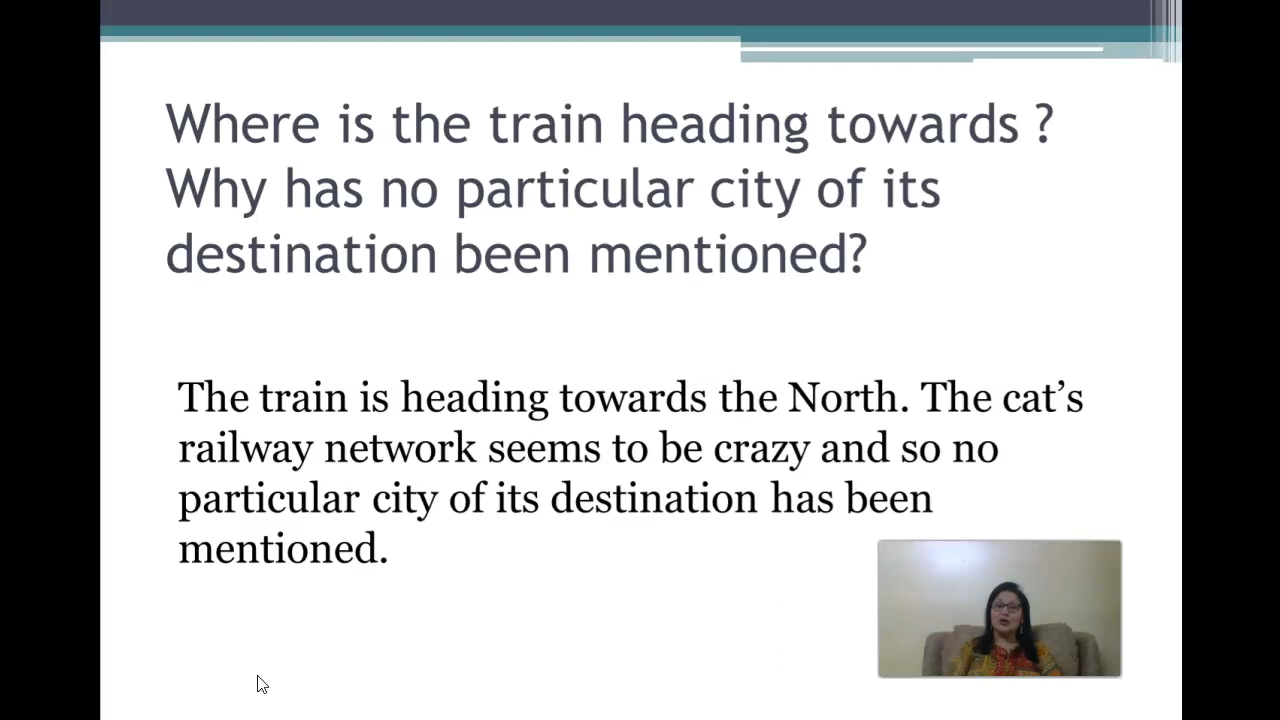 Where is the train heading towards ?
Why has no particular city of its
destination been mentioned?
The train is heading towards the North. The cat’s
railway network seems to be crazy and so no
particular city of its destination has been
mentioned.